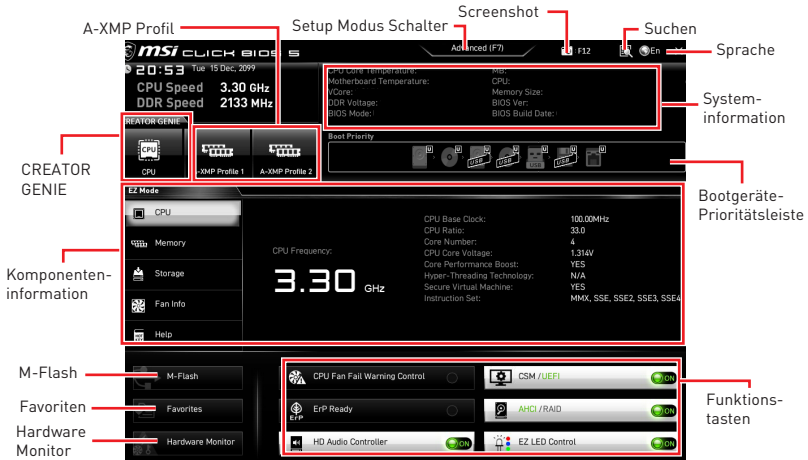 Screenshot
A-XMP Profil
Setup Modus Schalter
Suchen
msi CLICK BIOS 5
Advanced (F7)
: F12
En
Sprache
20:53 Tue 15 Dec, 2099
CPU Speed 3.30 GHz
DDR Speed 2133 MHz
CPU Core Temperature:
Motherboard Temperature:
VCore:
DDR Voltage:
BIOS Mode:
MB:
CPU:
Memory Size:
BIOS Ver:
BIOS Build Date:
System-
information
CREATOR GENIE
CPU
CPU
A-XMP Profile 1
A-XMP Profile 2
Boot Priority
U
U
U
U
U
U
U
USB
USB
USB
USB
CREATOR
GENIE
Bootgeräte-
Prioritätsleiste
EZ Mode
CPU
Memory
Storage
Fan Info
Help
CPU Frequency:
3.30 GHz
CPU Base Clock: 100.00MHz
CPU Ratio: 33.0
Core Number: 4
CPU Core Voltage: 1.314V
Core Performance Boost: YES
Hyper-Threading Technology: N/A
Secure Virtual Machine: YES
Instruction Set: MMX, SSE, SSE2, SSE3, SSE4
Komponenten-
information
M-Flash
Favoriten
Hardware
Monitor
M-Flash
Favorites
Hardware Monitor
CPU Fan Fail Warning Control
ErP
ErP Ready
HD Audio Controller ON
CSM /UEFI ON
AHCI /RAID ON
EZ LED Control ON
Funktions-
tasten